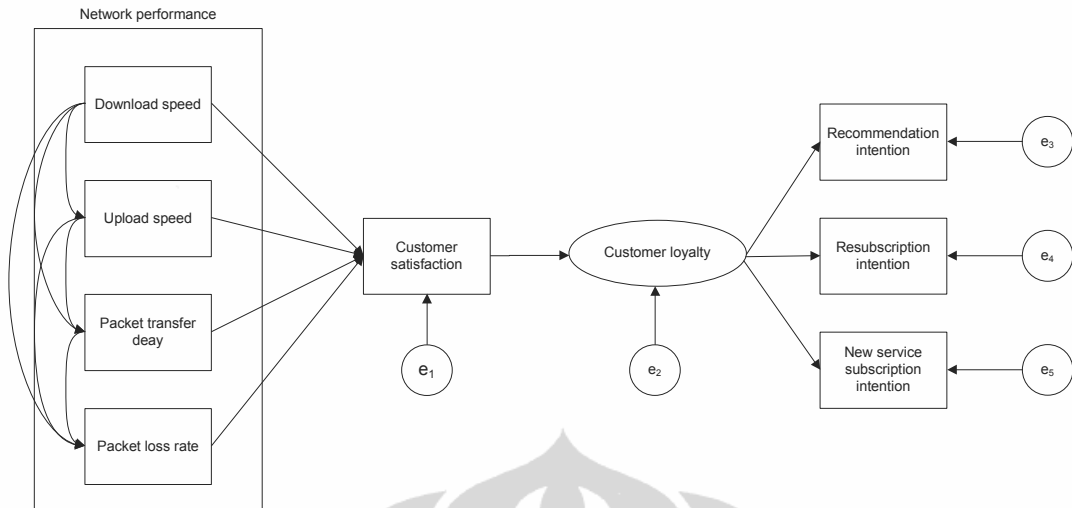 Network performance
Download speed
Upload speed
Packet transfer
deay
Packet loss rate
Customer
satisfaction
e1
Customer loyalty
e2
Recommendation
intention
e3
Resubscription
intention
e4
New service
subscription
intention
e5